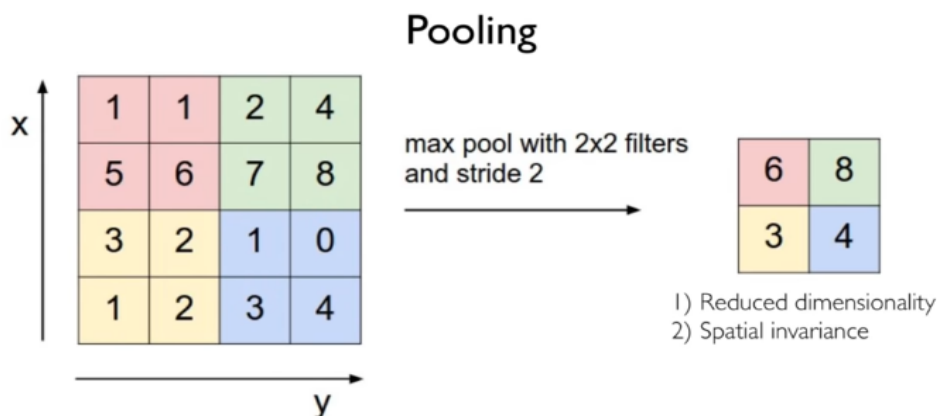 Pooling
x
1 1 2 4
5 6 7 8
3 2 1 0
1 2 3 4
y
max pool with 2x2 filters
and stride 2
6 8
3 4
1) Reduced dimensionality
2) Spatial invariance